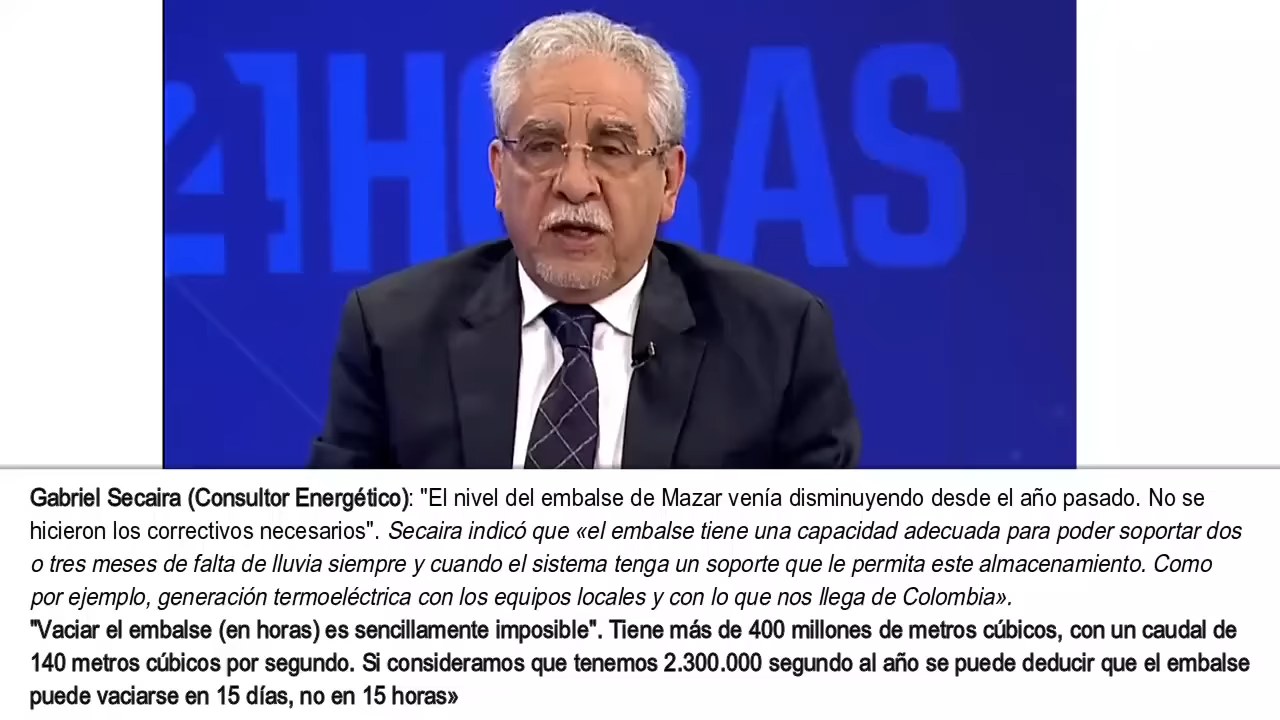 24HORAS
Gabriel Secaira (Consultor Energético): "El nivel del embalse de Mazar venía disminuyendo desde el año pasado. No se
hicieron los correctivos necesarios". Secaira indicó que «el embalse tiene una capacidad adecuada para poder soportar dos
o tres meses de falta de lluvia siempre y cuando el sistema tenga un soporte que le permita este almacenamiento. Como
por ejemplo, generación termoeléctrica con los equipos locales y con lo que nos llega de Colombia».
"Vaciar el embalse (en horas) es sencillamente imposible". Tiene más de 400 millones de metros cúbicos, con un caudal de
140 metros cúbicos por segundo. Si consideramos que tenemos 2.300.000 segundo al año se puede deducir que el embalse
puede vaciarse en 15 días, no en 15 horas»